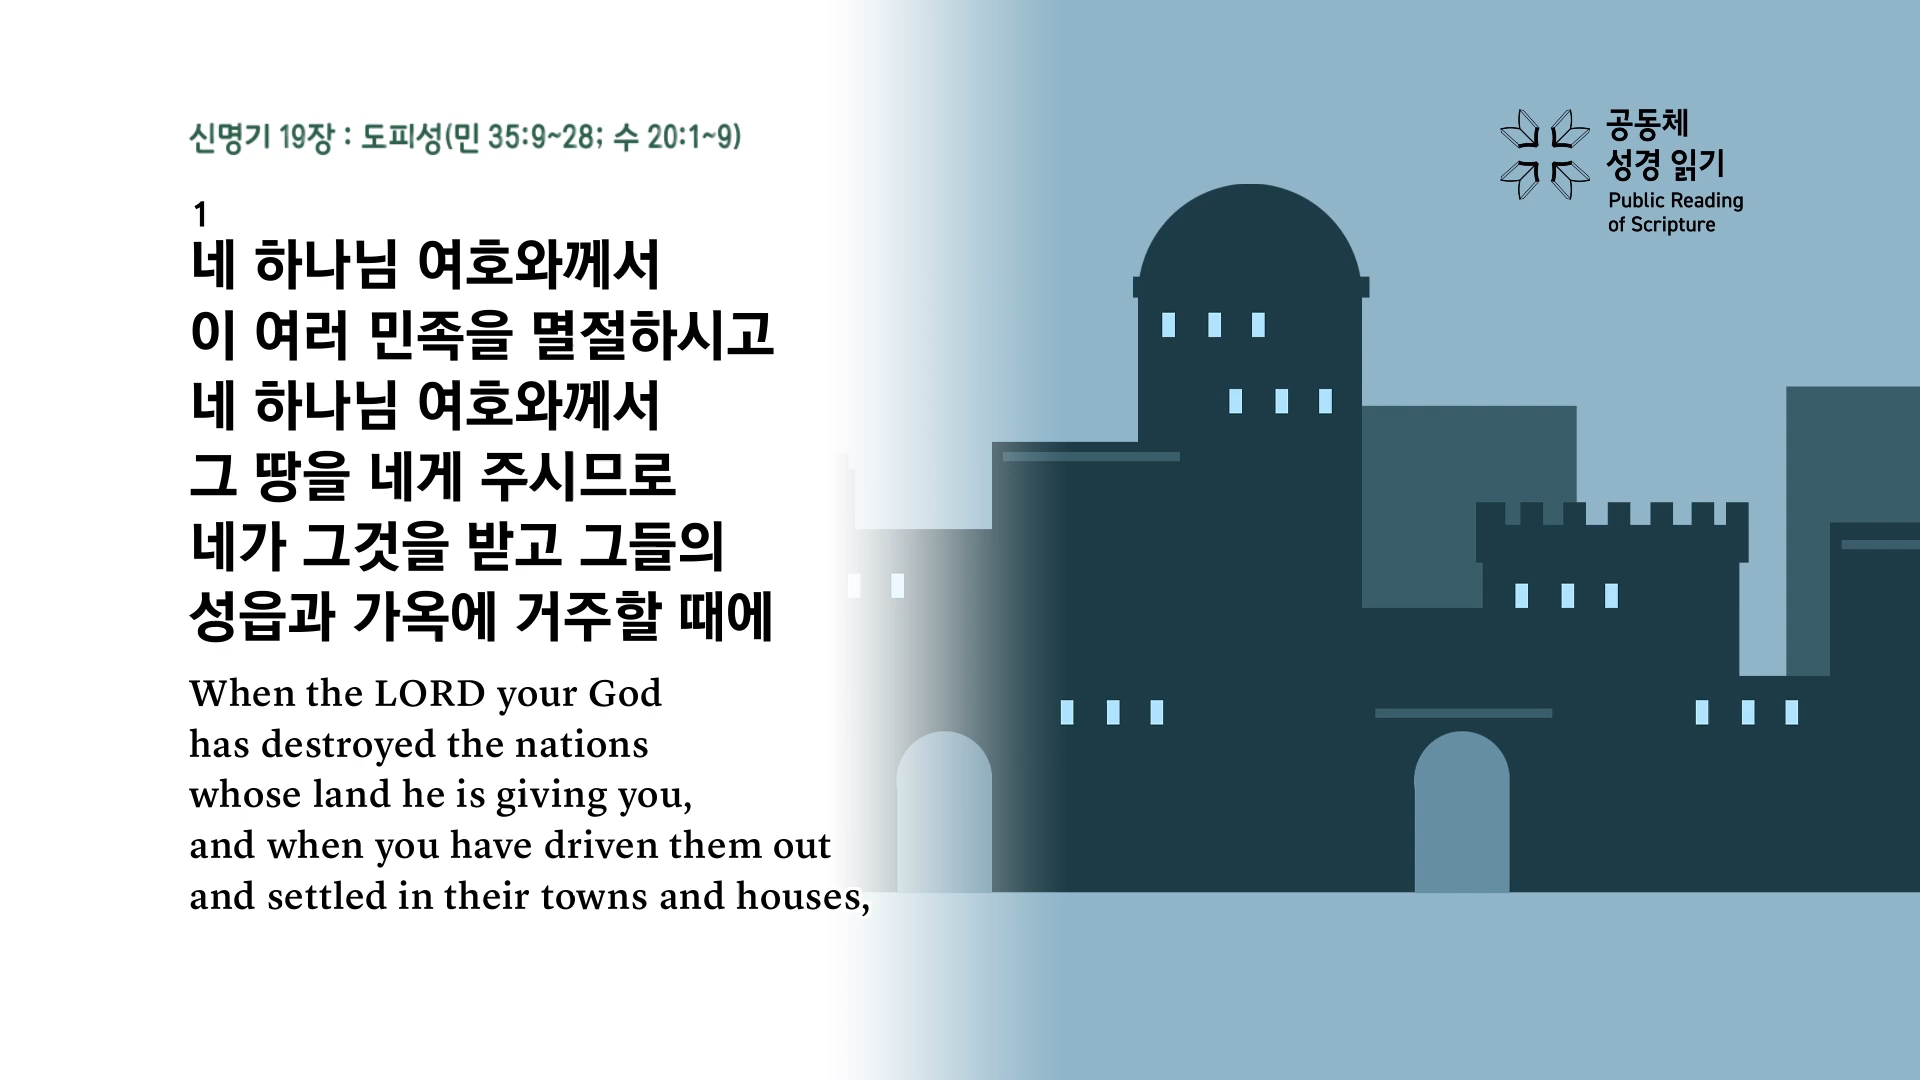 신명기 19장 : 도피성(민 35:9~28; 수 20:1~9)
1
네 하나님 여호와께서
이 여러 민족을 멸절하시고
네 하나님 여호와께서
그 땅을 네게 주시므로
네가 그것을 받고 그들의
성읍과 가옥에 거주할 때에
When the LORD your God
has destroyed the nations
whose land he is giving you,
and when you have driven them out
and settled in their towns and houses,
공동체
성경 읽기
Public Reading
of Scripture